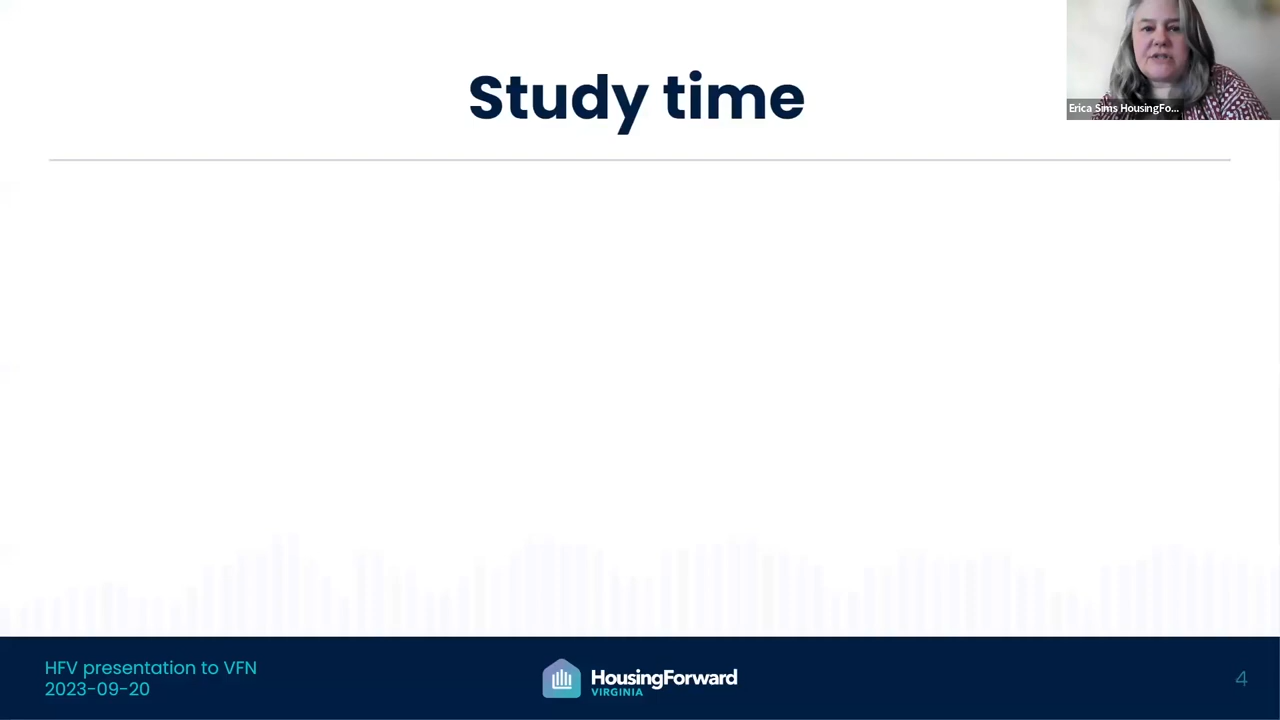 Study time
Erica Sims HousingFo...
HFV presentation to VFN
2023-09-20
HousingForward
VIRGINIA
4